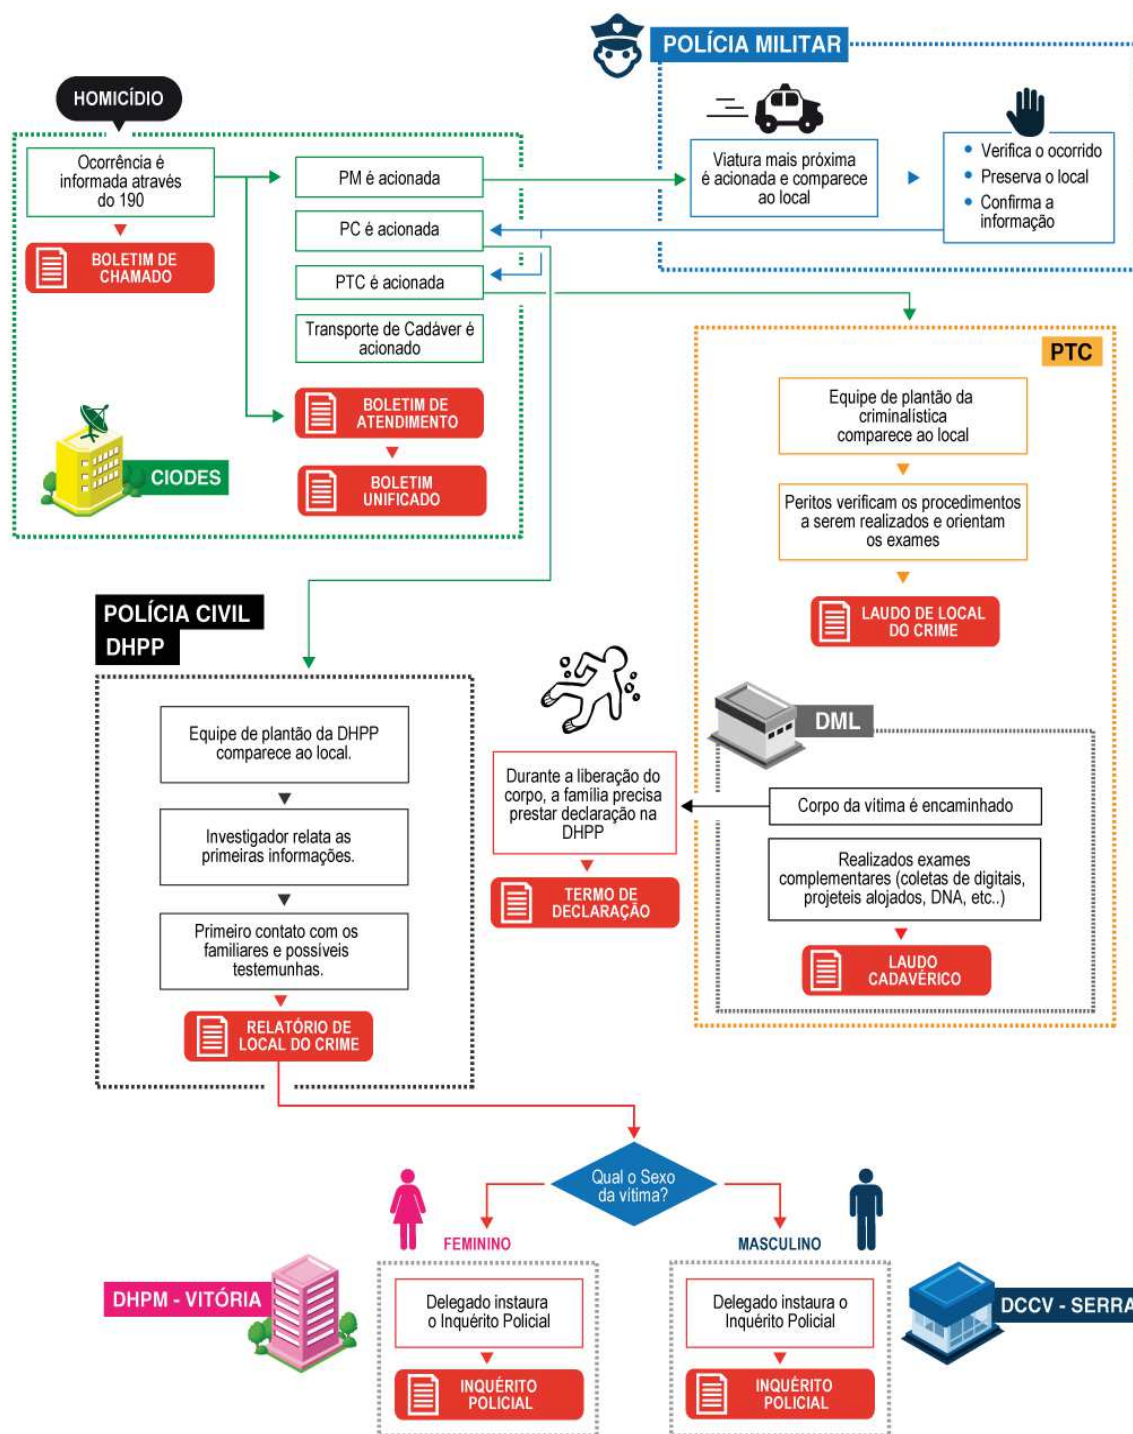 POLÍCIA MILITAR
HOMICÍDIO
Ocorrência é
informada através
do 190
BOLETIM DE
CHAMADO
PM é acionada
PC é acionada
PTC é acionada
Transporte de Cadáver é
acionado
BOLETIM DE
ATENDIMENTO
BOLETIM
UNIFICADO
CIODES
Viatura mais próxima
é acionada e comparece
ao local
• Verifica o ocorrido
• Preserva o local
• Confirma a
informação
PTC
Equipe de plantão da
criminalística
comparece ao local
Peritos verificam os procedimentos
a serem realizados e orientam
os exames
LAUDO DE LOCAL
DO CRIME
DML
Corpo da vítima é encaminhado
Realizados exames
complementares (coletas de digitais,
projeteis alojados, DNA, etc..)
LAUDO
CADAVÉRICO
Durante a liberação do
corpo, a família precisa
prestar declaração na
DHPP
TERMO DE
DECLARAÇÃO
POLÍCIA CIVIL
DHPP
Equipe de plantão da DHPP
comparece ao local.
Investigador relata as
primeiras informações.
Primeiro contato com os
familiares e possíveis
testemunhas.
RELATÓRIO DE
LOCAL DO CRIME
Qual o Sexo
da vítima?
FEMININO
MASCULINO
DHPM - VITÓRIA
Delegado instaura
o Inquérito Policial
INQUÉRITO
POLICIAL
Delegado instaura o
Inquérito Policial
INQUÉRITO
POLICIAL
DCCV - SERRA